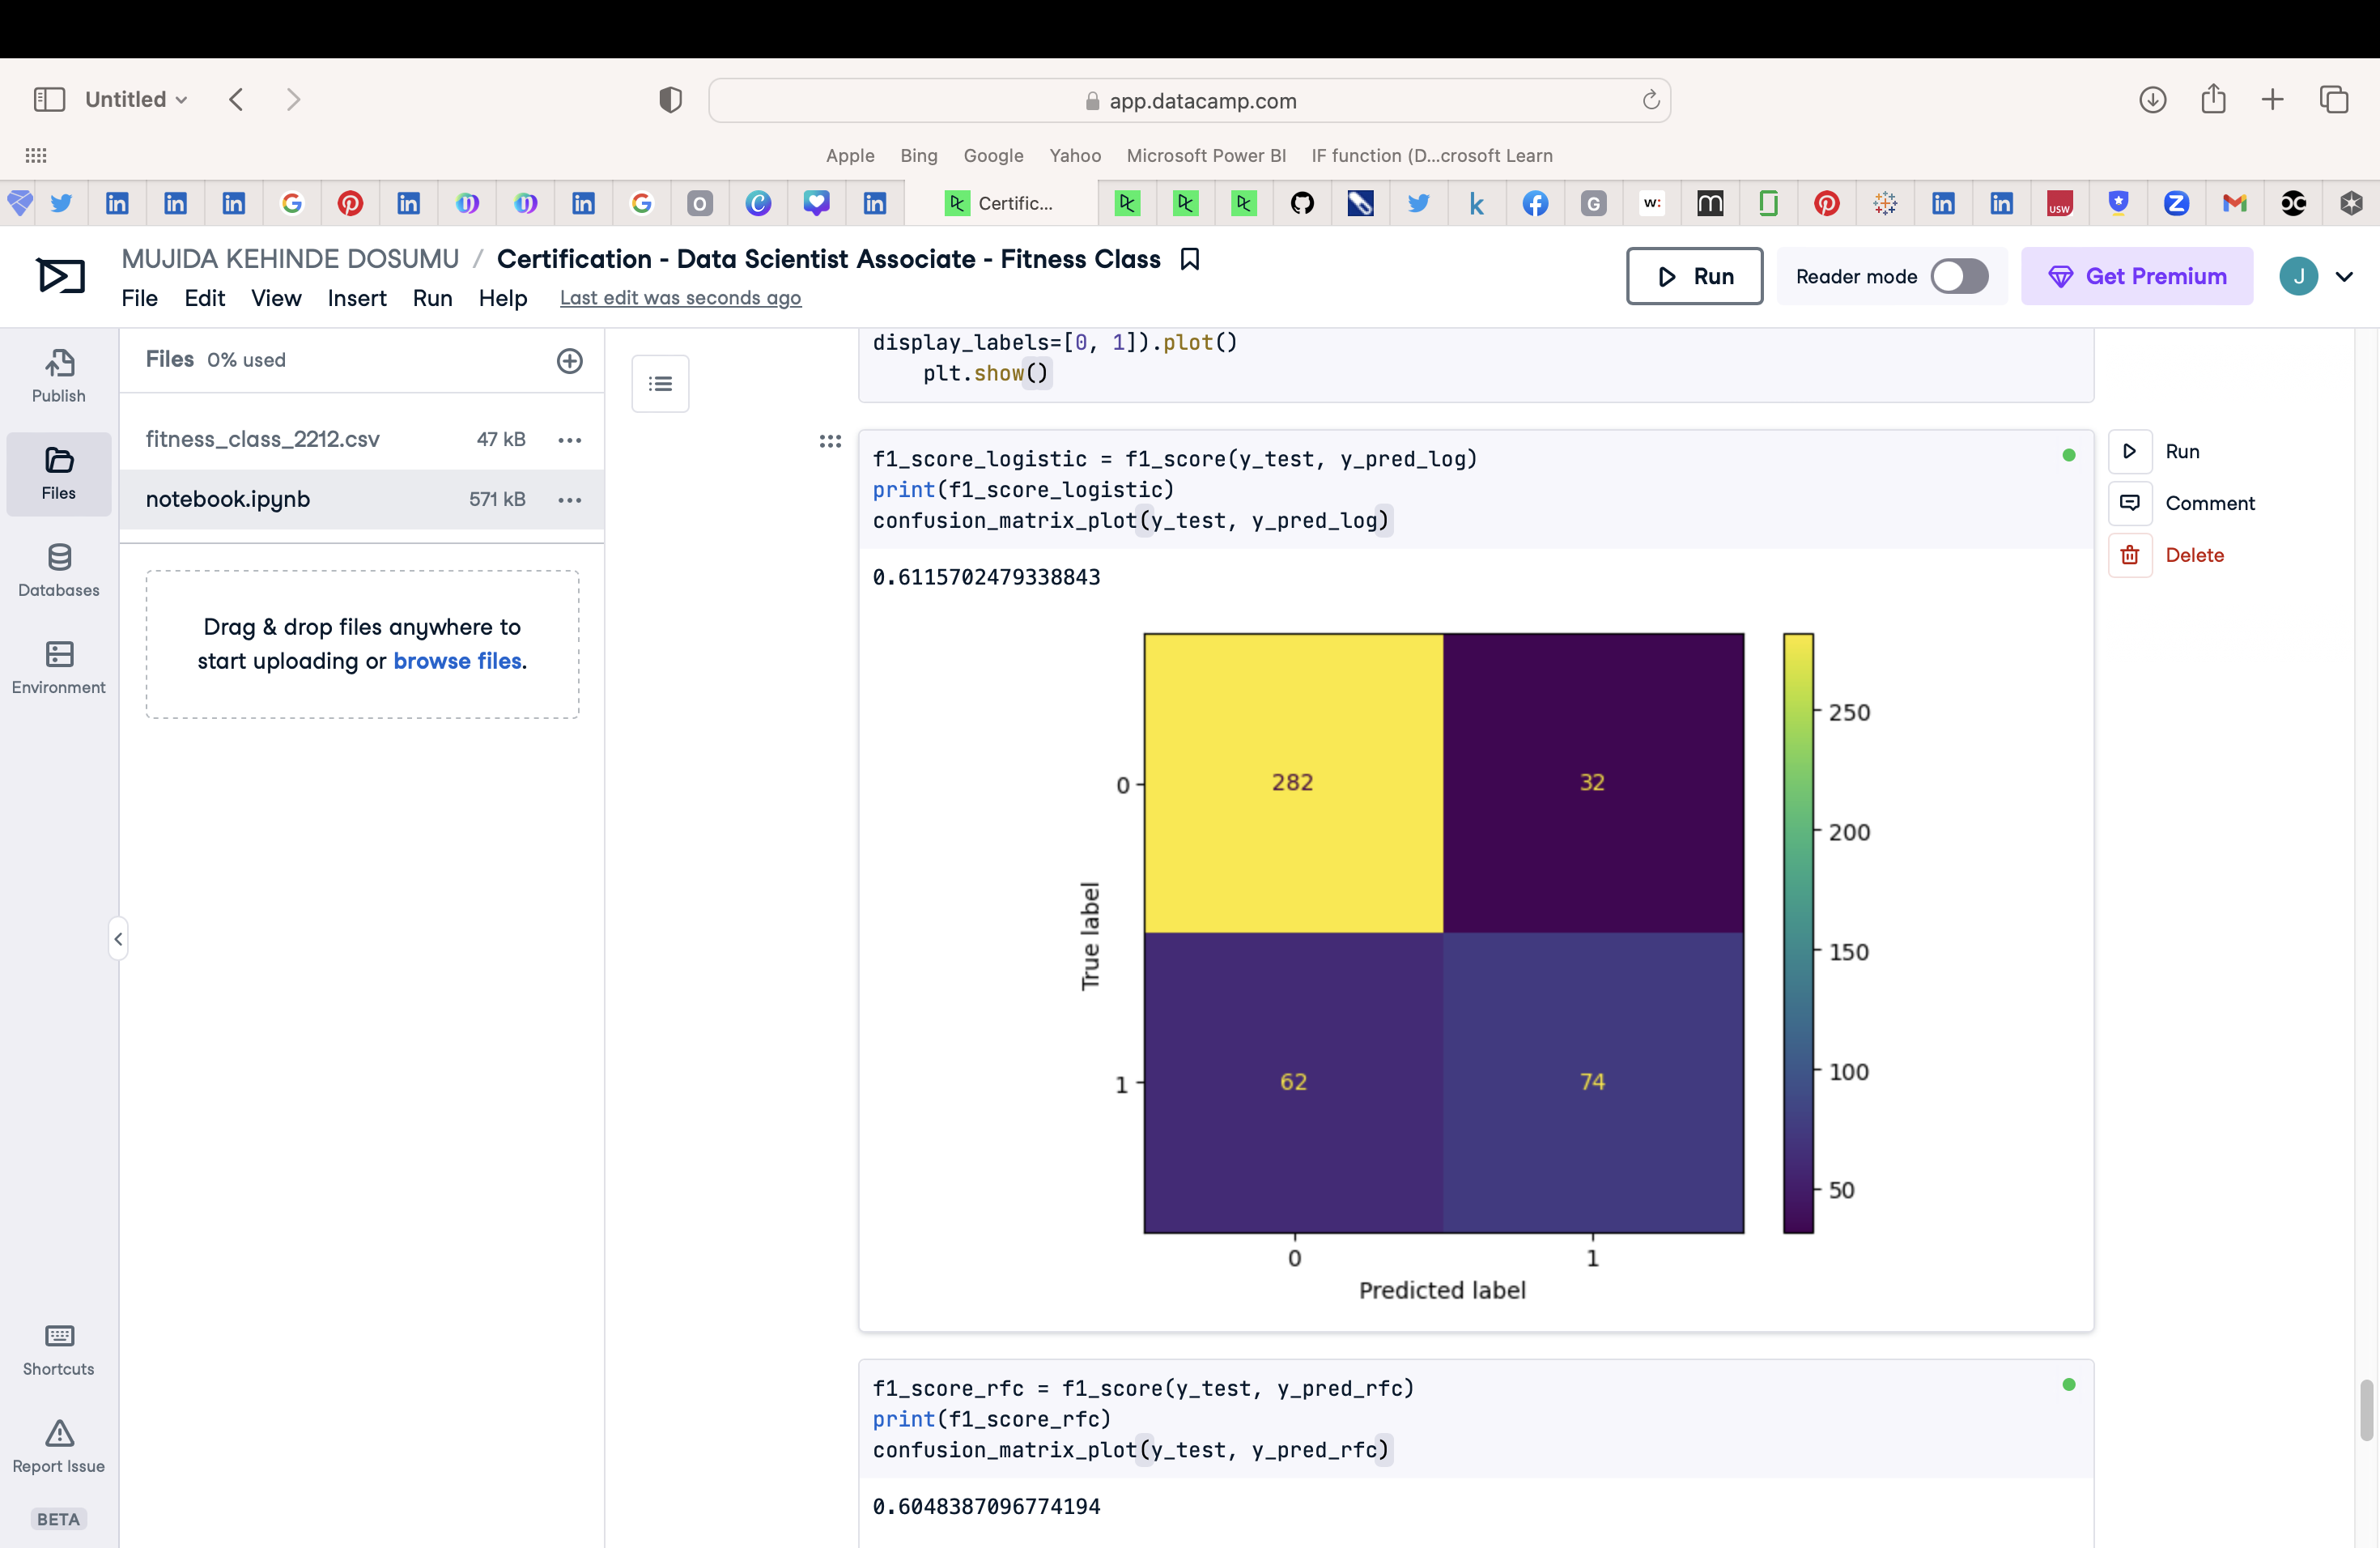 Untitled
app.datacamp.com
Apple Bing Google Yahoo Microsoft Power BI IF function (D...crosoft Learn
Certific...
MUJIDA KEHINDE DOSUMU / Certification - Data Scientist Associate - Fitness Class
File Edit View Insert Run Help Last edit was seconds ago
Run
Reader mode
Get Premium
J
Publish
Files
Databases
Environment
Shortcuts
Report Issue
BETA
Files 0% used
fitness_class_2212.csv 47 kB
notebook.ipynb 571 kB
Drag & drop files anywhere to
start uploading or browse files.
display_labels=[0, 1]).plot()
plt.show()
f1_score_logistic = f1_score(y_test, y_pred_log)
print(f1_score_logistic)
confusion_matrix_plot(y_test, y_pred_log)
Run
Comment
Delete
0.6115702479338843
282 32
62 74
0
1
True label
0 1
Predicted label
250
200
150
100
50
f1_score_rfc = f1_score(y_test, y_pred_rfc)
print(f1_score_rfc)
confusion_matrix_plot(y_test, y_pred_rfc)
0.6048387096774194